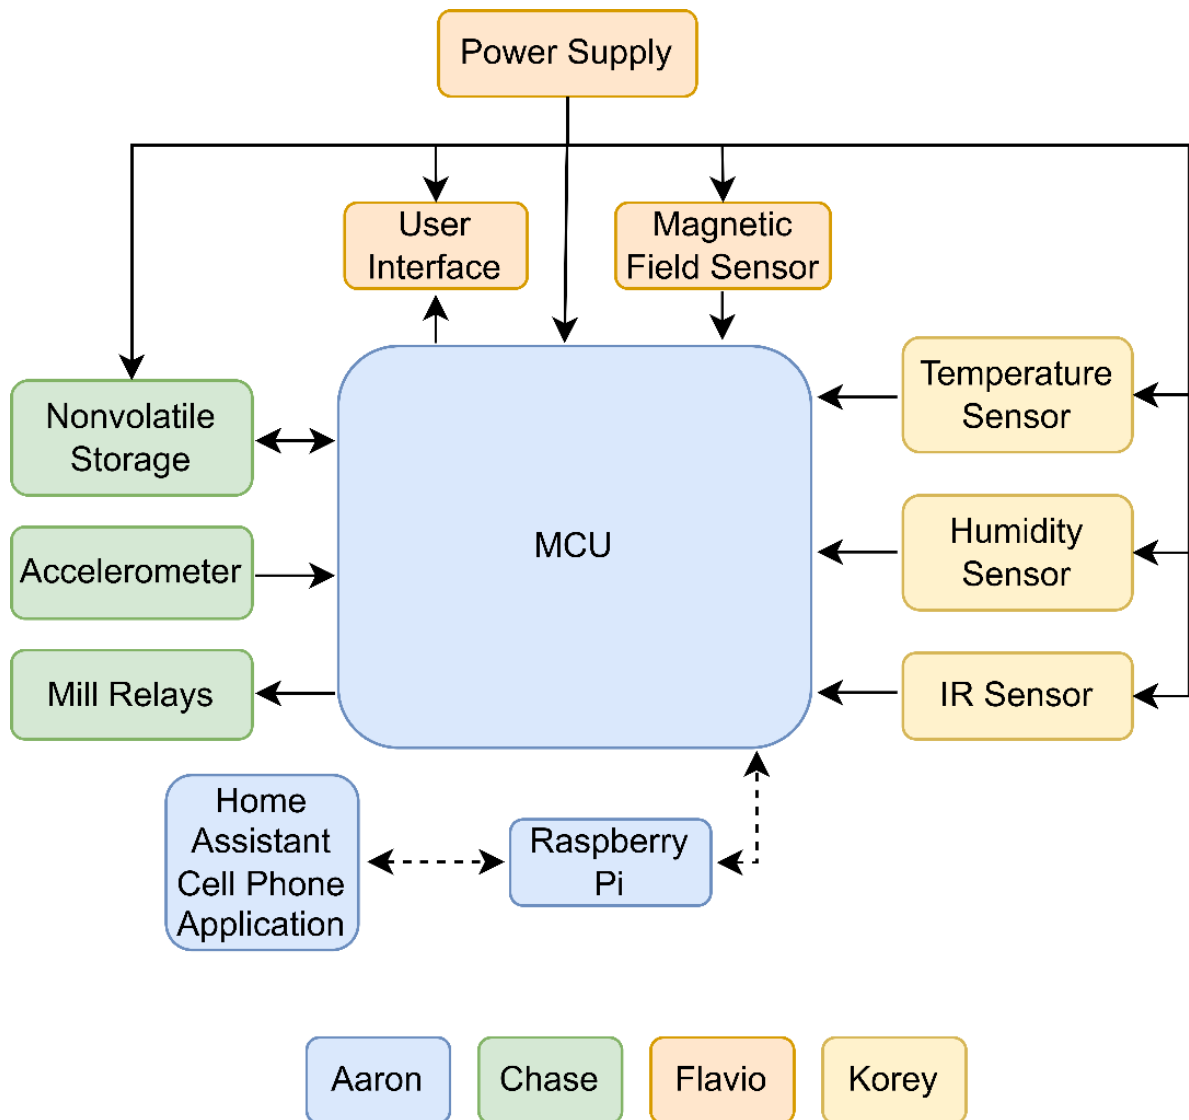 Power Supply
User
Interface
Magnetic
Field Sensor
Nonvolatile
Storage
Temperature
Sensor
MCU
Accelerometer
Humidity
Sensor
Mill Relays
IR Sensor
Home
Assistant
Cell Phone
Application
Raspberry
Pi
Aaron
Chase
Flavio
Korey